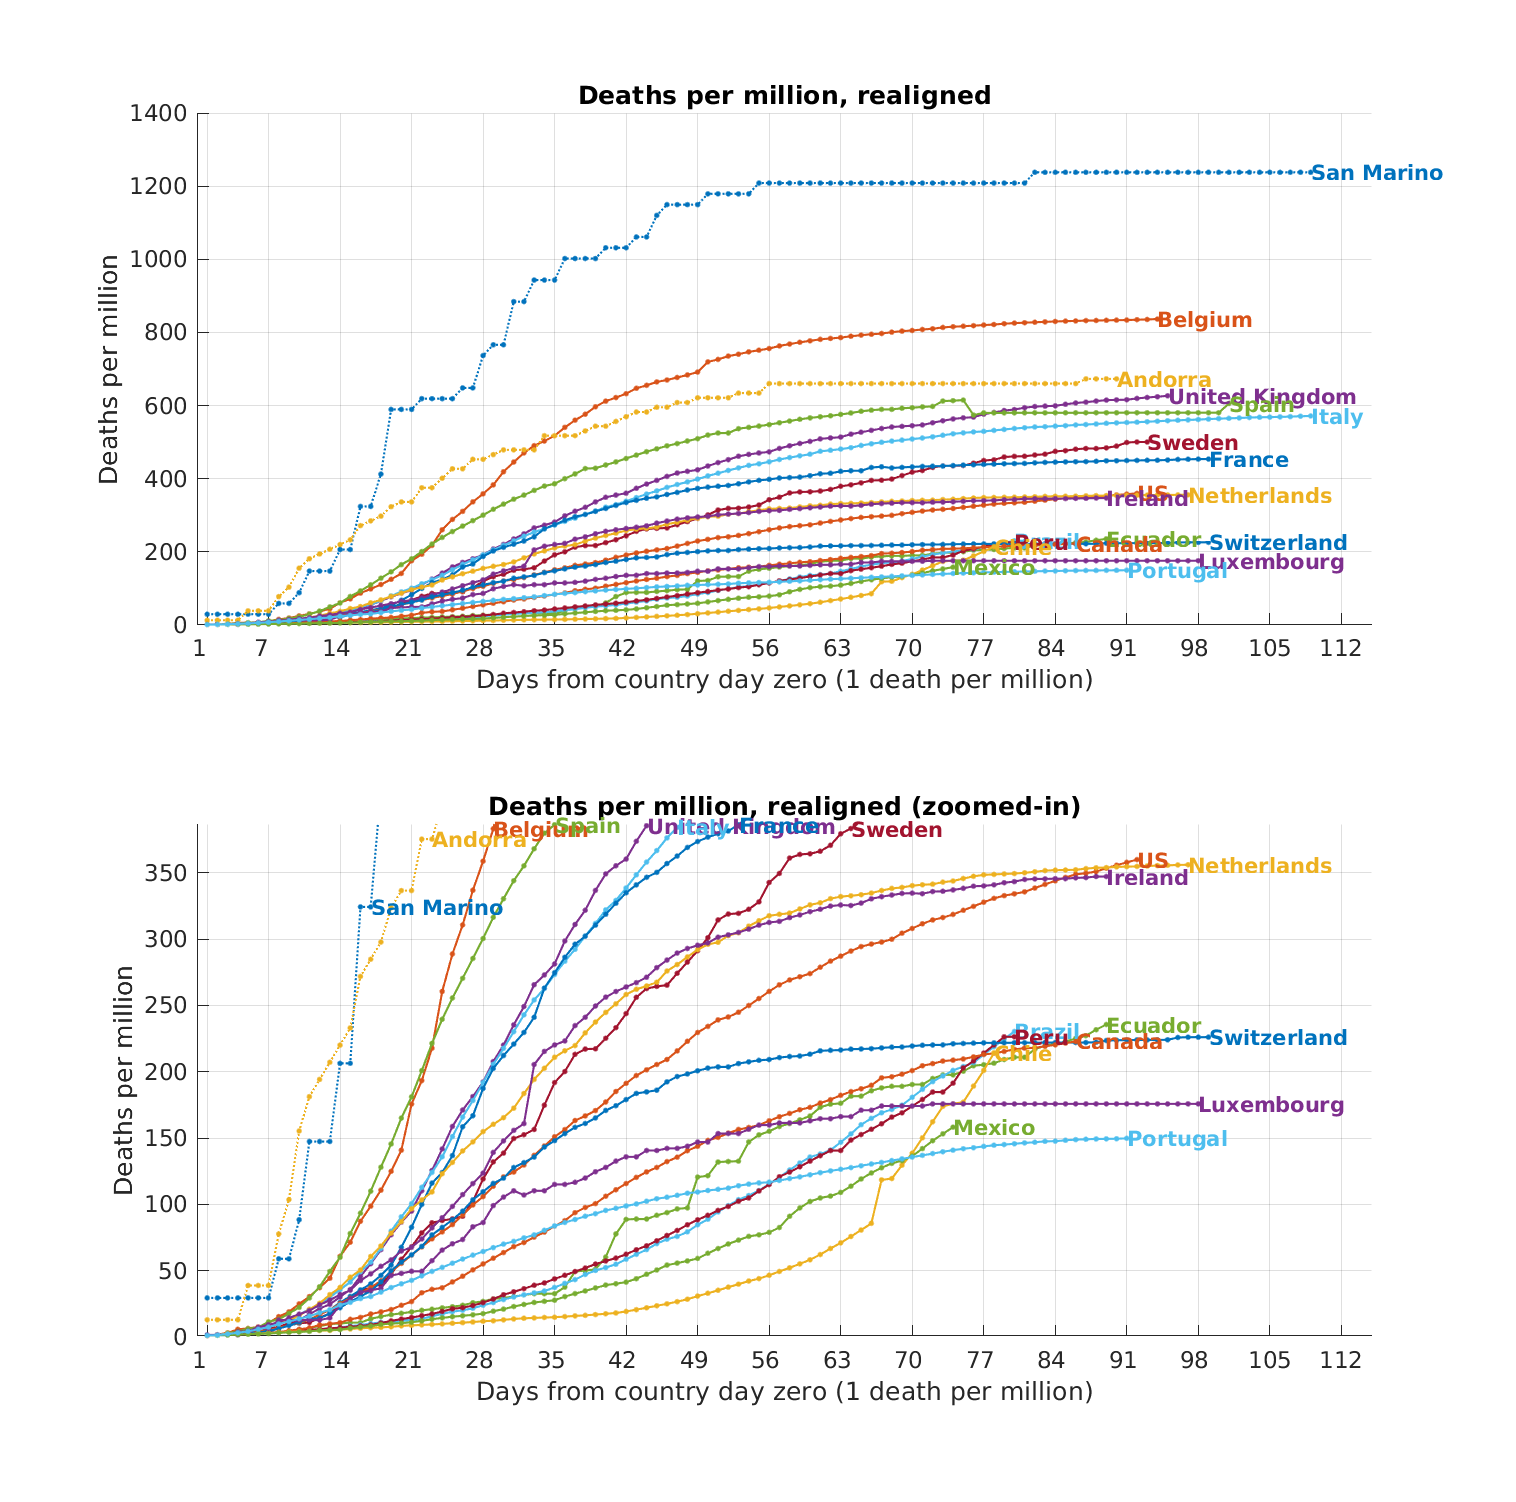 Deaths per million, realigned
1400
1200
1000
800
600
400
200
0
Deaths per million
San Marino
Belgium
Andorra
United Kingdom
Spain
Italy
Sweden
France
US
Netherlands
Ireland
Brazil
Ecuador
Peru
Canada
Switzerland
Chile
Luxembourg
Mexico
Portugal
1 7 14 21 28 35 42 49 56 63 70 77 84 91 98 105 112
Days from country day zero (1 death per million)
Deaths per million, realigned (zoomed-in)
350
300
250
200
150
100
50
0
Deaths per million
Belgium
Spain
United Kingdom
Italy
France
Sweden
Andorra
San Marino
US
Netherlands
Ireland
Brazil
Ecuador
Peru
Canada
Switzerland
Chile
Luxembourg
Mexico
Portugal
1 7 14 21 28 35 42 49 56 63 70 77 84 91 98 105 112
Days from country day zero (1 death per million)